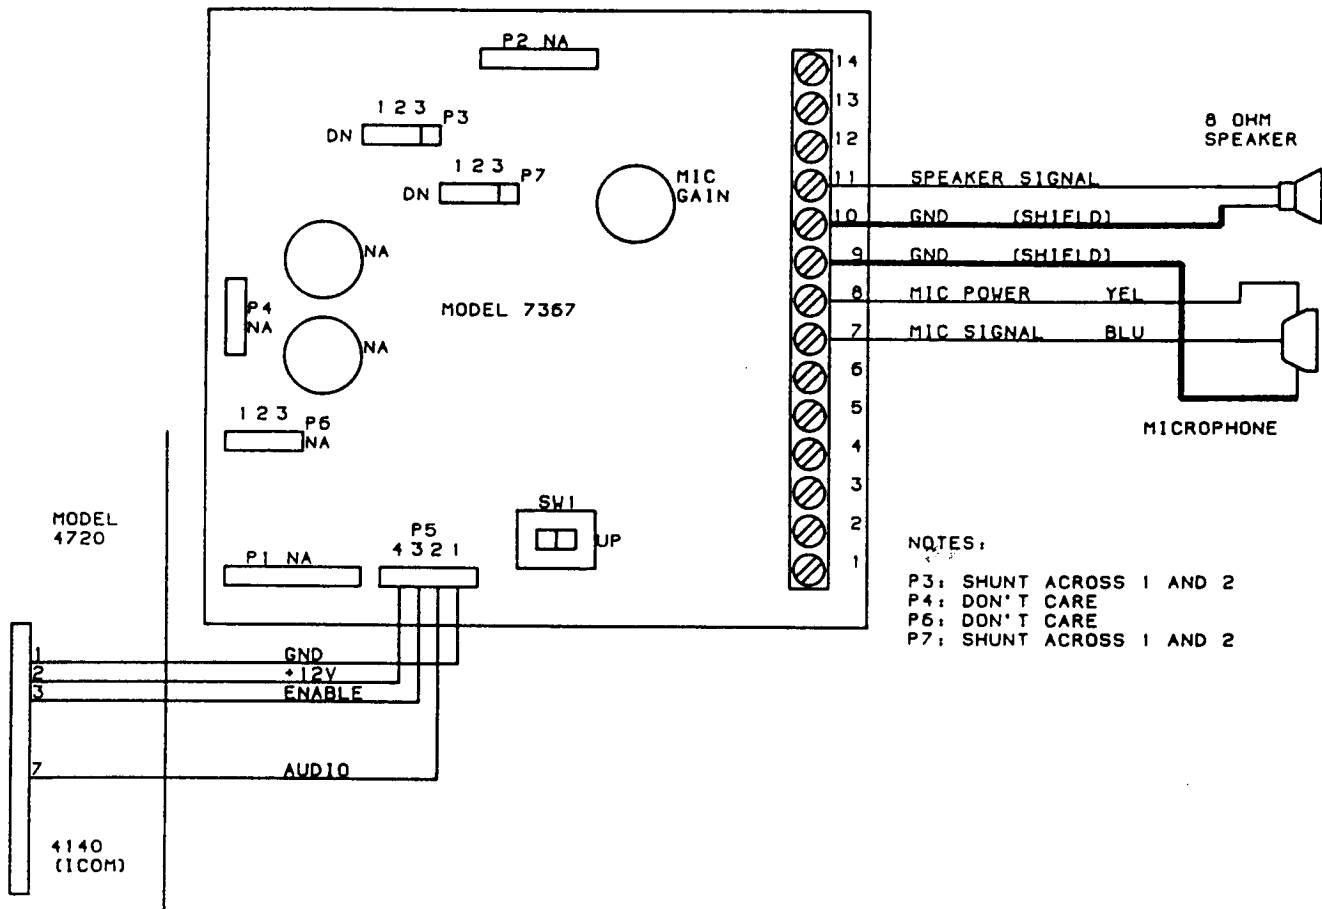 P2 NA
14
13
12
11
10
9
8
7
6
5
4
3
2
1
1 2 3
P3
DN
1 2 3
P7
DN
MIC
GAIN
8 OHM
SPEAKER
SPEAKER SIGNAL
GND (SHIELD)
GND (SHIELD)
MIC POWER YEL
MIC SIGNAL BLU
MICROPHONE
NA
P4
NA
NA
MODEL 7367
1 2 3
P6
NA
MODEL
4720
SW1
UP
P5
4 3 2 1
P1 NA
NOTES:
P3: SHUNT ACROSS 1 AND 2
P4: DON'T CARE
P6: DON'T CARE
P7: SHUNT ACROSS 1 AND 2
1 GND
2 +12V
3 ENABLE
7 AUDIO
4140
(ICOM)